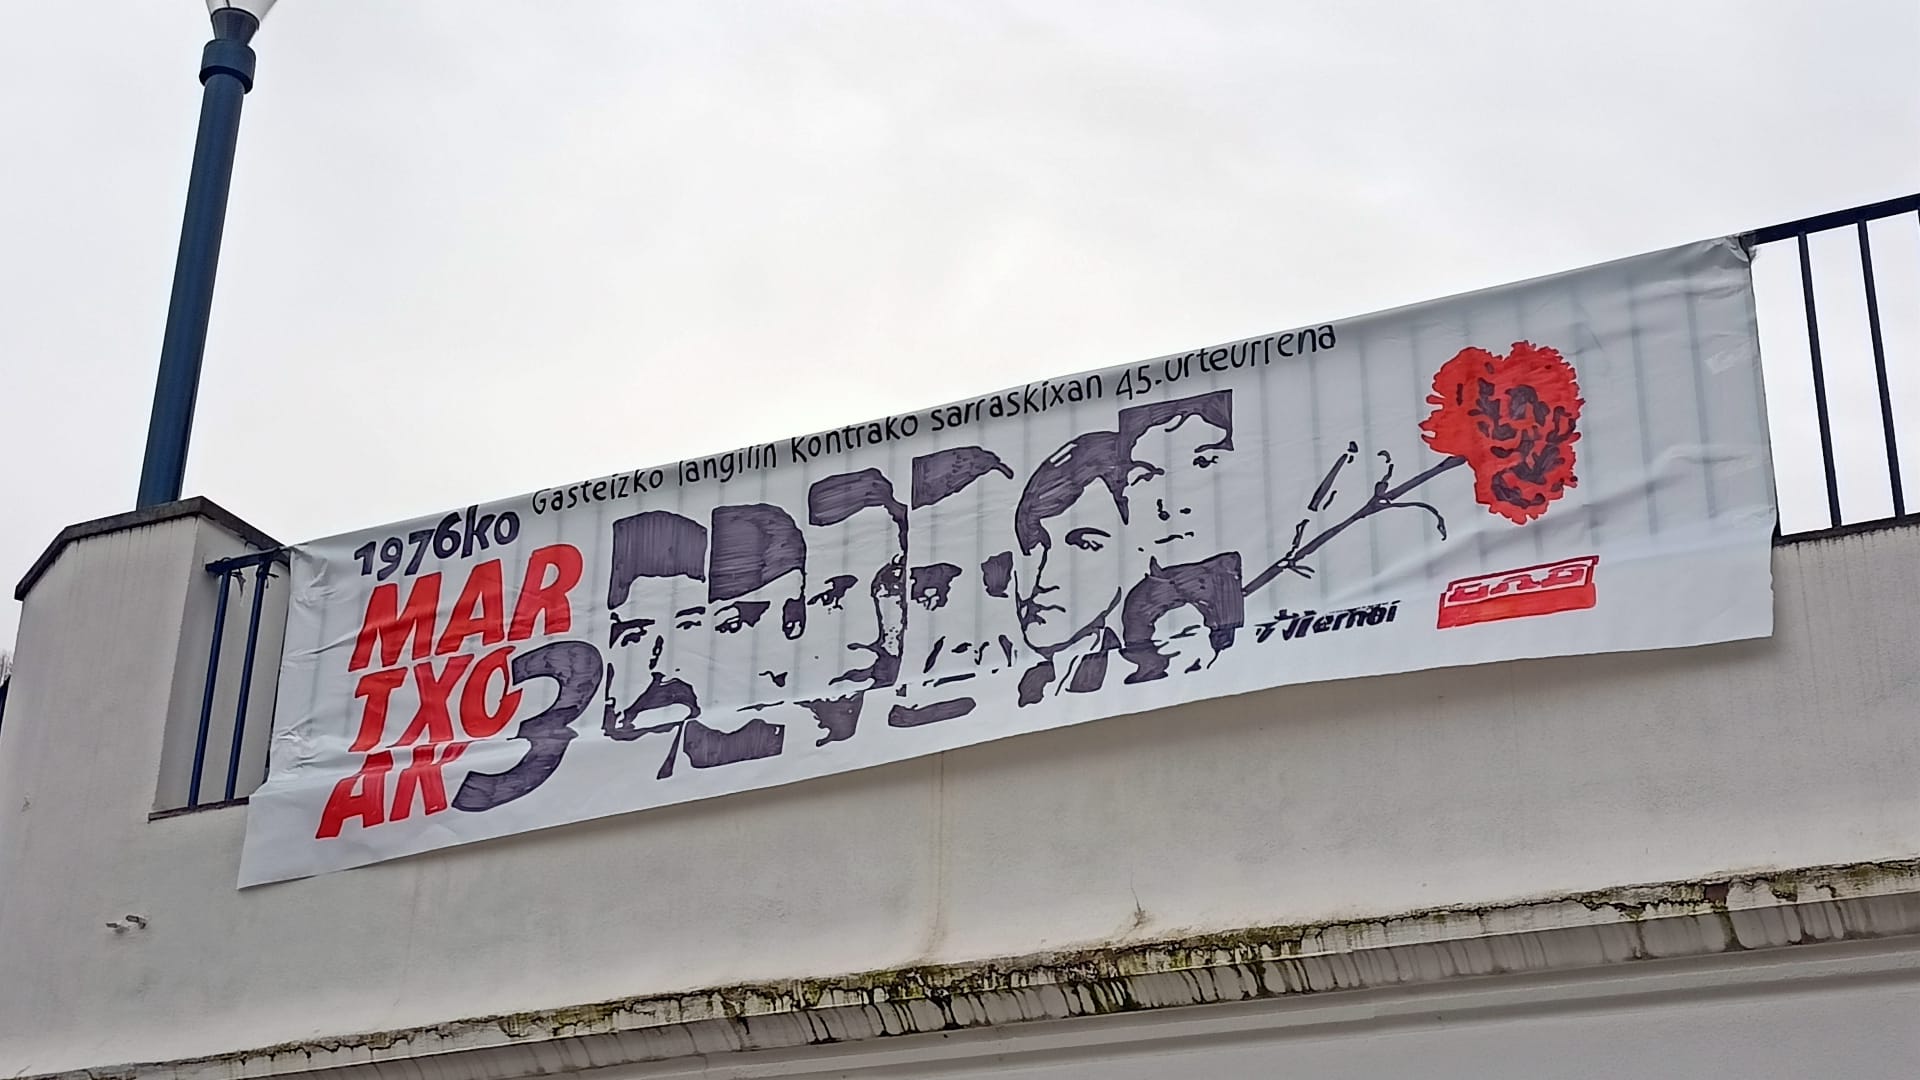 Gasteizko langilin kontrako sarraskixan 45.urteurrena
1976ko
MAR
TXO
AK 3